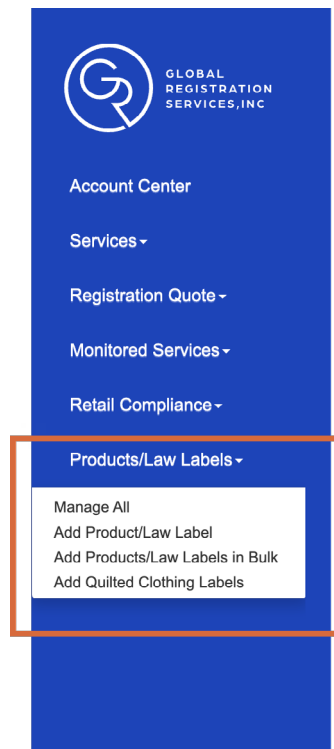 GR
GLOBAL
REGISTRATION
SERVICES,INC
Account Center
Services
Registration Quote
Monitored Services
Retail Compliance
Products/Law Labels
Manage All
Add Product/Law Label
Add Products/Law Labels in Bulk
Add Quilted Clothing Labels